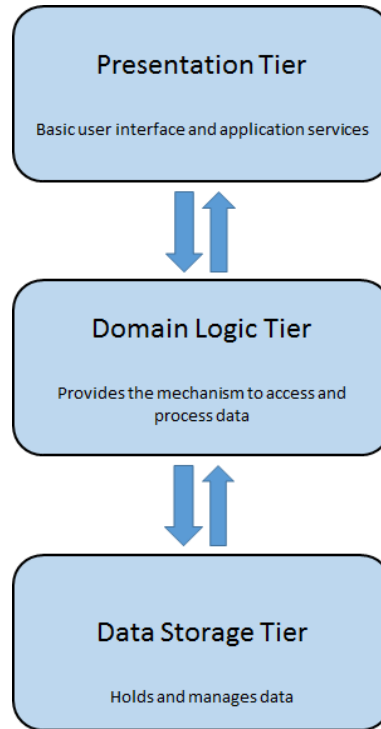 Presentation Tier
Basic user interface and application services
Domain Logic Tier
Provides the mechanism to access and
process data
Data Storage Tier
Holds and manages data